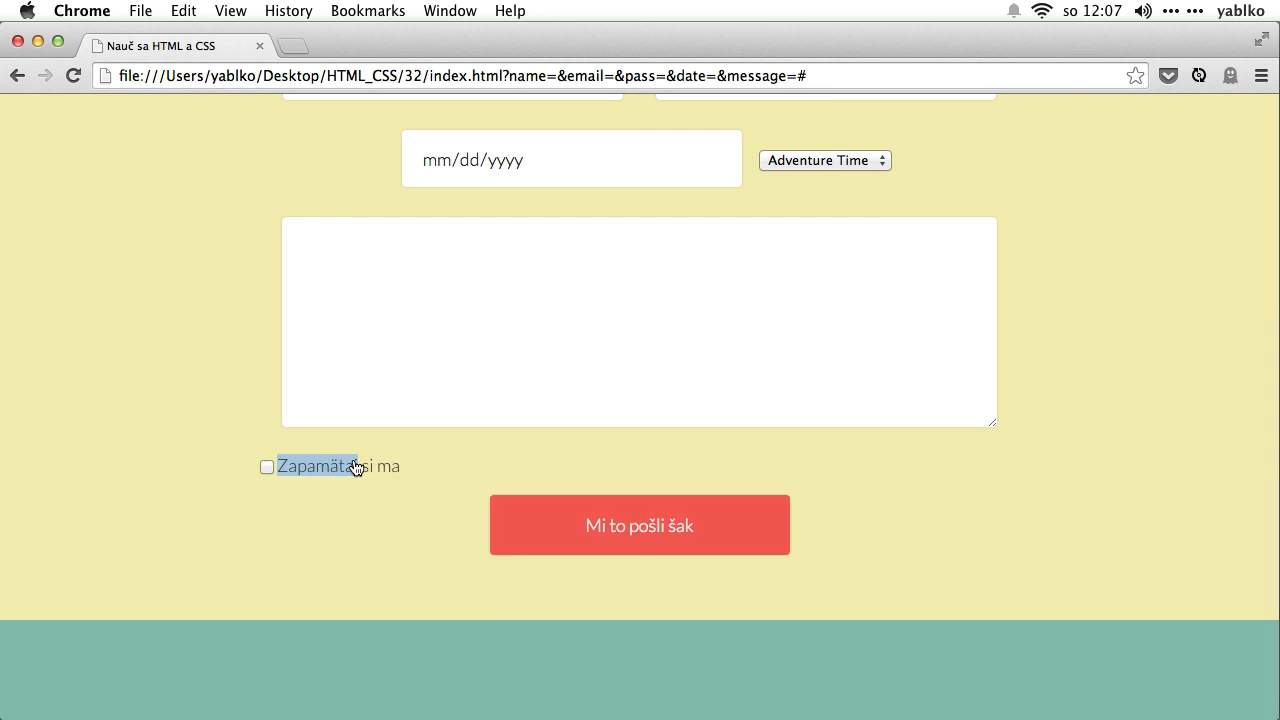 Chrome File Edit View History Bookmarks Window Help so 12:07 yablko
Nauč sa HTML a CSS
file:///Users/yablko/Desktop/HTML_CSS/32/index.html?name=&email=&pass=&date=&message=#
mm/dd/yyyy Adventure Time
Zapamätaj si ma
Mi to pošli šak